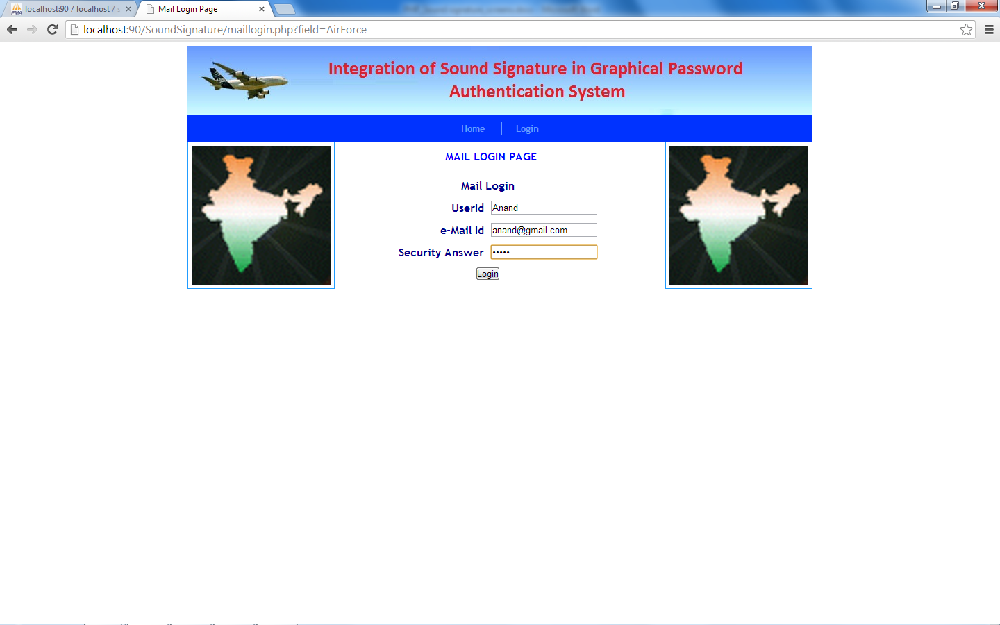 localhost:90 / localhost / s
Mail Login Page
localhost:90/SoundSignature/maillogin.php?field=AirForce
Integration of Sound Signature in Graphical Password
Authentication System
Home
Login
MAIL LOGIN PAGE
Mail Login
UserId Anand
e-Mail Id anand@gmail.com
Security Answer •••••
Login